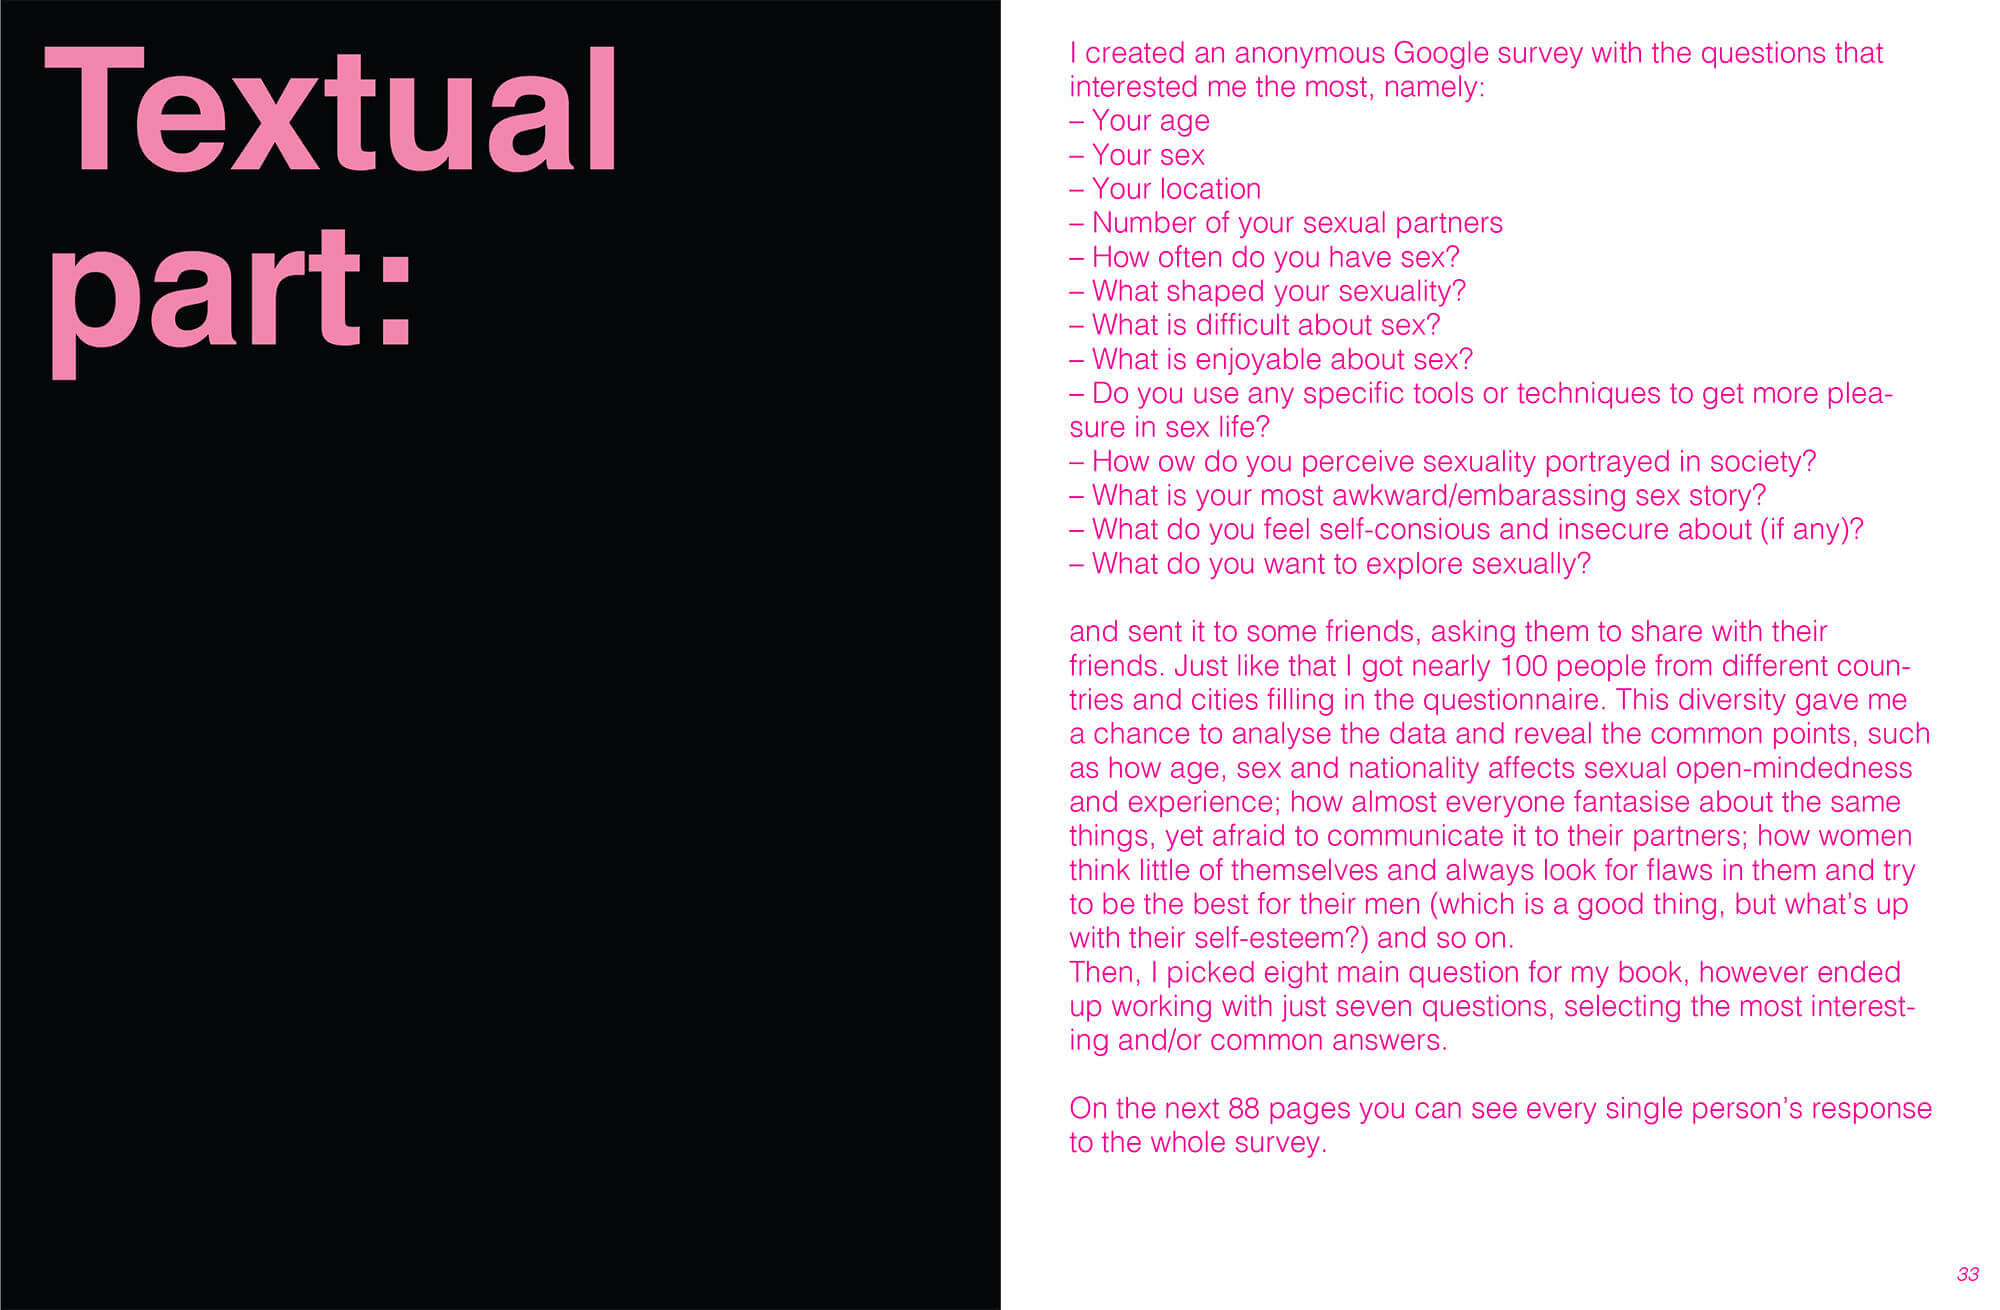 Textual
part:
I created an anonymous Google survey with the questions that
interested me the most, namely:
– Your age
– Your sex
– Your location
– Number of your sexual partners
– How often do you have sex?
– What shaped your sexuality?
– What is difficult about sex?
– What is enjoyable about sex?
– Do you use any specific tools or techniques to get more plea-
sure in sex life?
– How ow do you perceive sexuality portrayed in society?
– What is your most awkward/embarassing sex story?
– What do you feel self-consious and insecure about (if any)?
– What do you want to explore sexually?
and sent it to some friends, asking them to share with their
friends. Just like that I got nearly 100 people from different coun-
tries and cities filling in the questionnaire. This diversity gave me
a chance to analyse the data and reveal the common points, such
as how age, sex and nationality affects sexual open-mindedness
and experience; how almost everyone fantasise about the same
things, yet afraid to communicate it to their partners; how women
think little of themselves and always look for flaws in them and try
to be the best for their men (which is a good thing, but what’s up
with their self-esteem?) and so on.
Then, I picked eight main question for my book, however ended
up working with just seven questions, selecting the most interest-
ing and/or common answers.
On the next 88 pages you can see every single person’s response
to the whole survey.
33